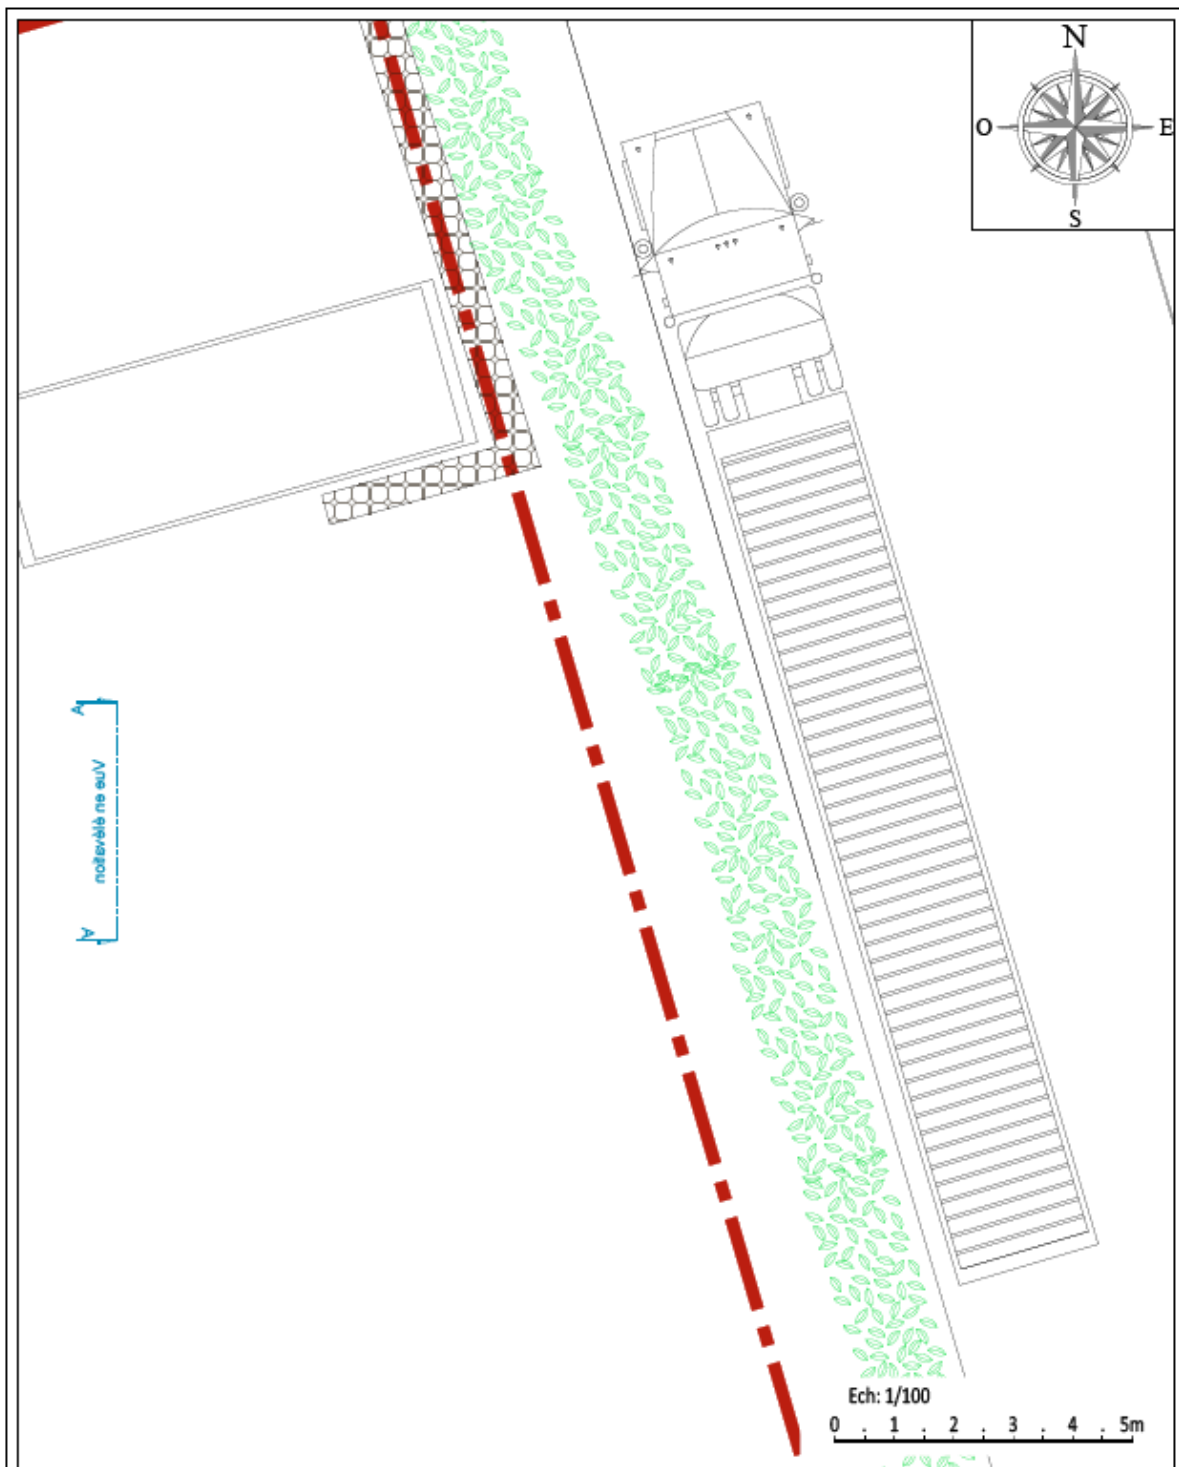 N
O E
S
A
Vue en élévation
A'
Ech: 1/100
0 . 1 . 2 . 3 . 4 . 5m